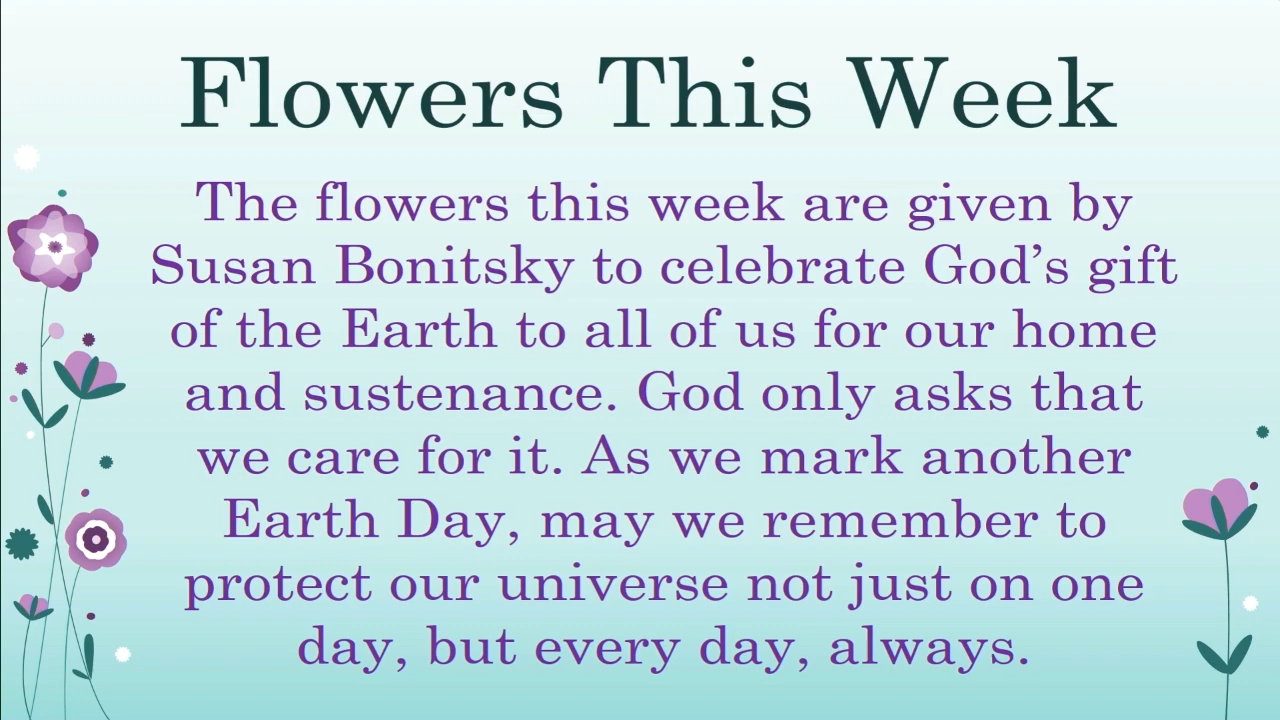 Flowers This Week
The flowers this week are given by
Susan Bonitsky to celebrate God’s gift
of the Earth to all of us for our home
and sustenance. God only asks that
we care for it. As we mark another
Earth Day, may we remember to
protect our universe not just on one
day, but every day, always.